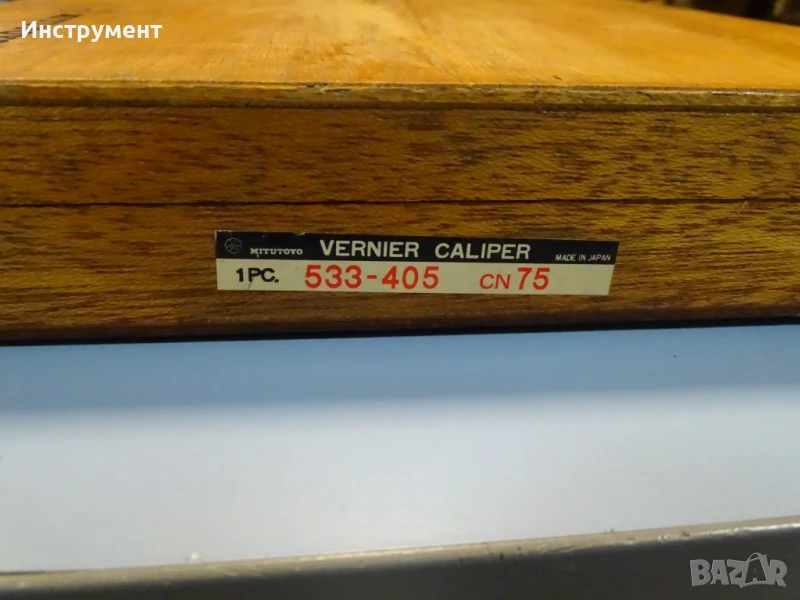 Инструмент
MITUTOYO VERNIER CALIPER MADE IN JAPAN
1PC. 533-405 CN 75
BAZAR